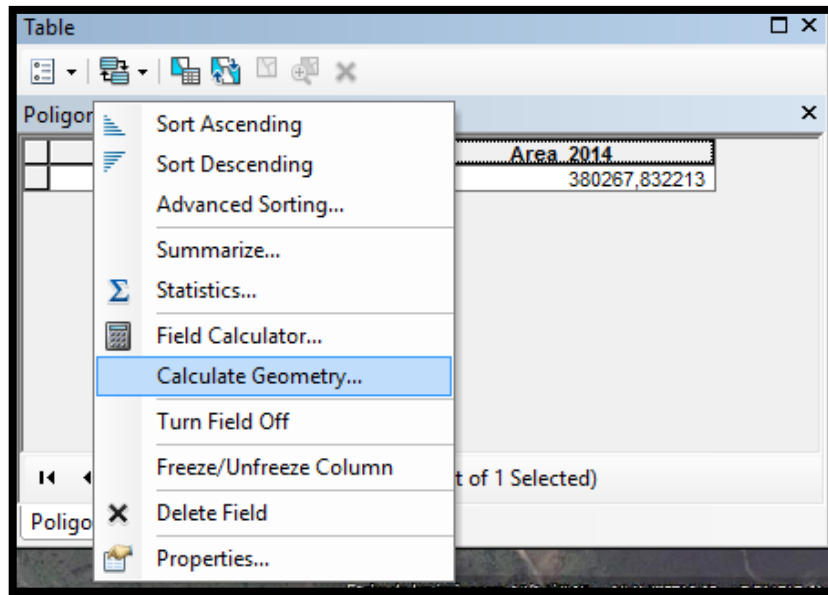 Table
Poligor
Sort Ascending
Sort Descending
Advanced Sorting...
Summarize...
Statistics...
Field Calculator...
Calculate Geometry...
Turn Field Off
Freeze/Unfreeze Column
Delete Field
Properties...
Area_2014
380267,832213
t of 1 Selected)
Poligo